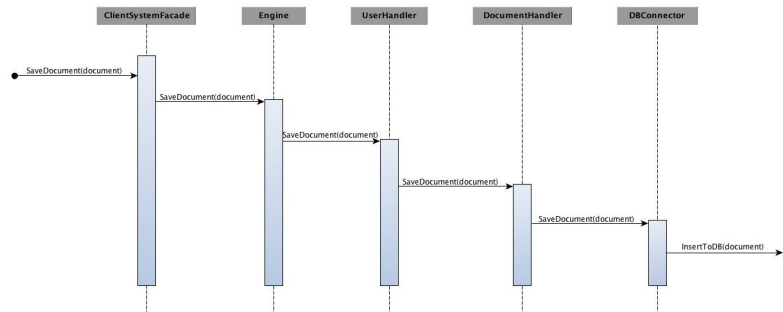 ClientSystemFacade
Engine
UserHandler
DocumentHandler
DBConnector
SaveDocument(document)
SaveDocument(document)
SaveDocument(document)
SaveDocument(document)
SaveDocument(document)
InsertToDB(document)